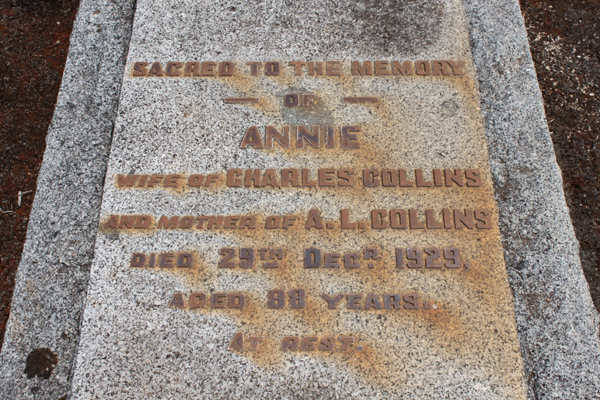 SACRED TO THE MEMORY
— OF —
ANNIE
WIFE OF CHARLES COLLINS
AND MOTHER OF A. L. COLLINS
DIED 29TH DECR. 1929,
AGED 88 YEARS.
AT REST.